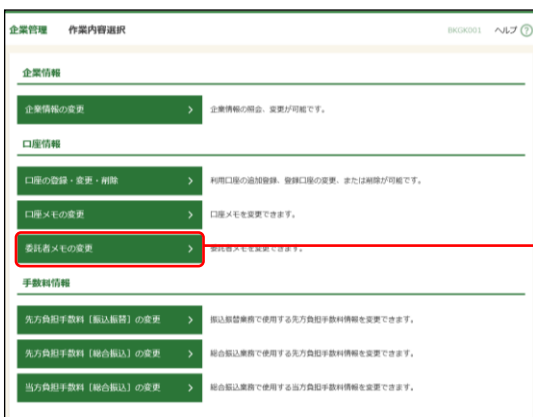 企業管理 作業内容選択 BKGK001 ヘルプ ?
企業情報
企業情報の変更 > 企業情報の照会、変更が可能です。
口座情報
口座の登録・変更・削除 > 利用口座の追加登録、登録口座の変更、または削除が可能です。
口座メモの変更 > 口座メモを変更できます。
委託者メモの変更 > 委託者メモを変更できます。
手数料情報
先方負担手数料［振込振替］の変更 > 振込振替業務で使用する先方負担手数料情報を変更できます。
先方負担手数料［総合振込］の変更 > 総合振込業務で使用する先方負担手数料情報を変更できます。
当方負担手数料［総合振込］の変更 > 総合振込業務で使用する当方負担手数料情報を変更できます。